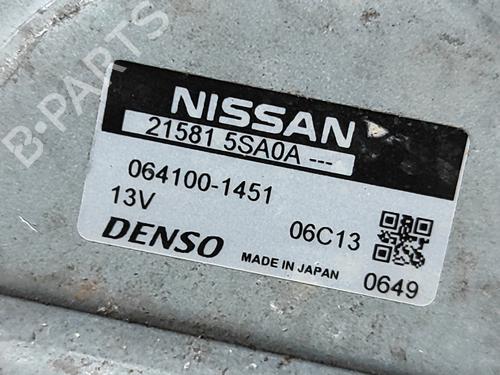 B-PARTS
NISSAN
21581 5SA0A ---
064100-1451
13V
06C13
DENSO
MADE IN JAPAN
0649